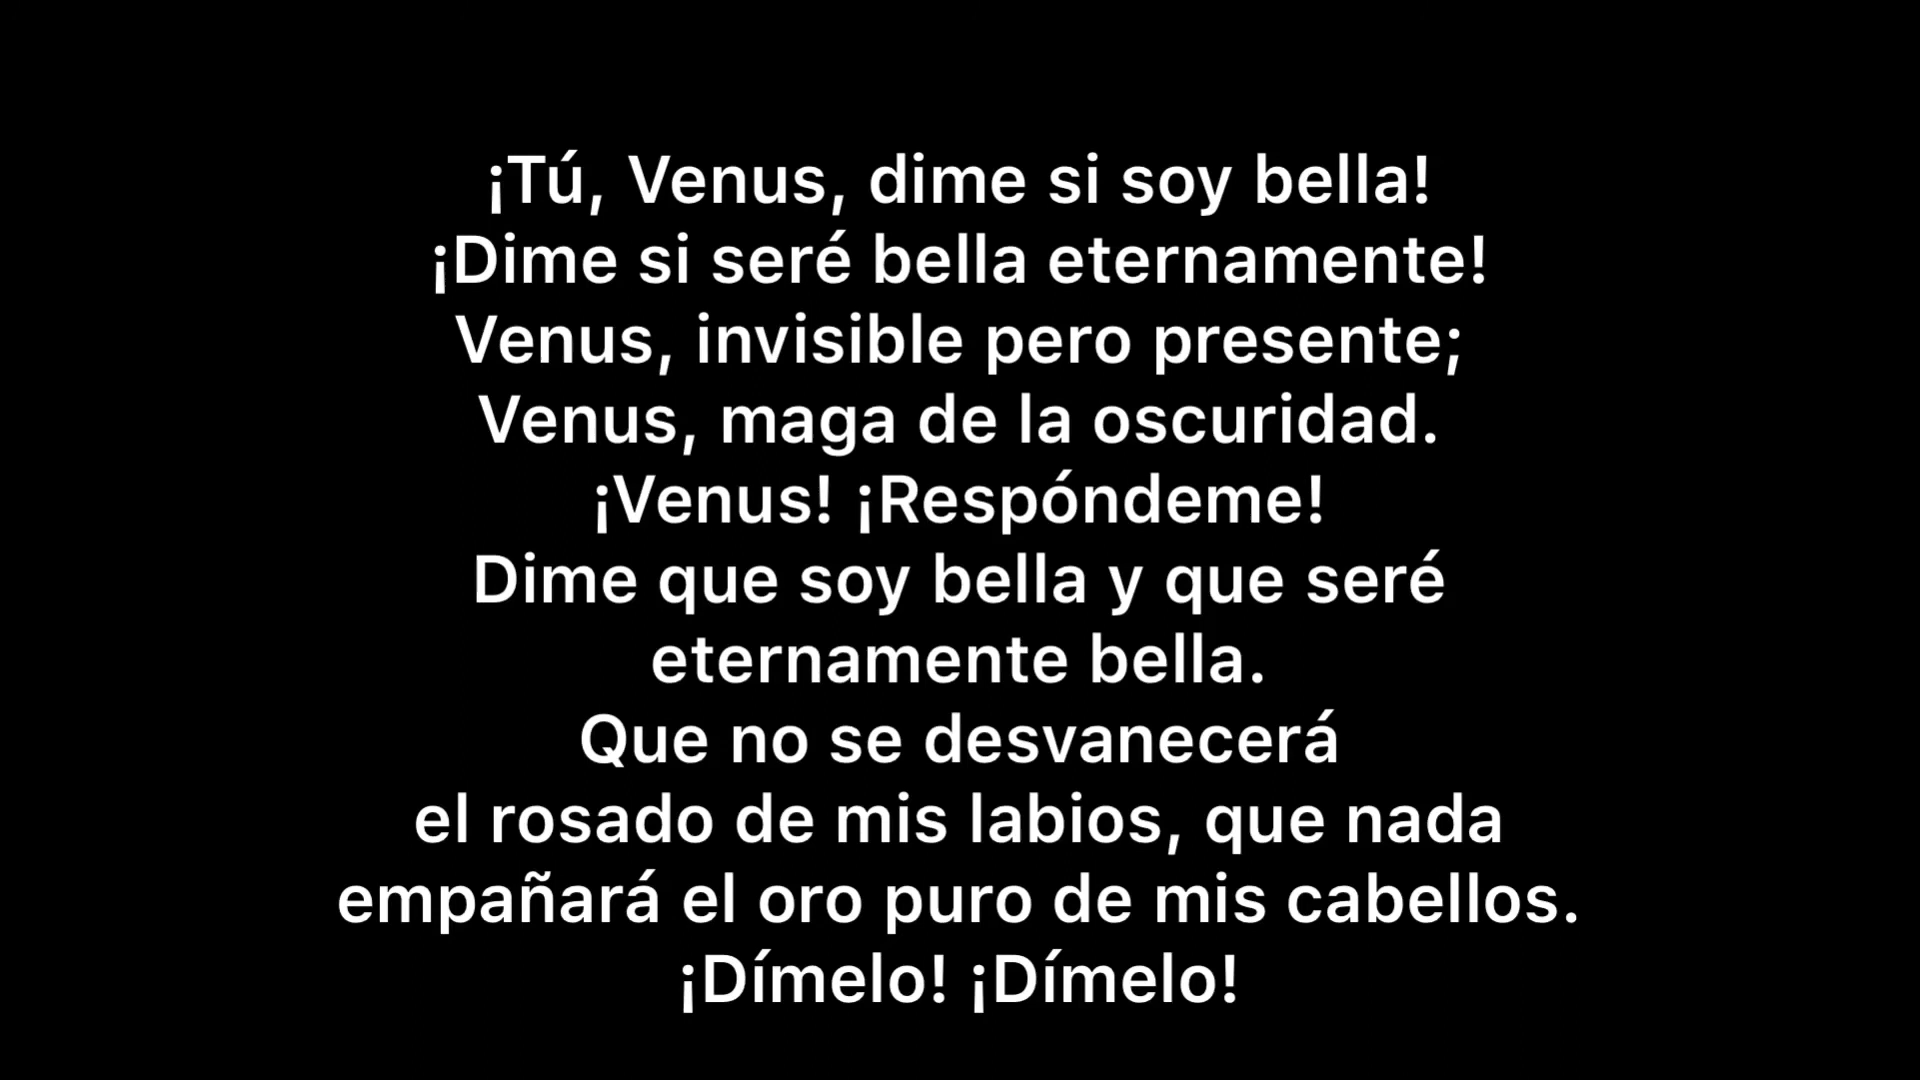 ¡Tú, Venus, dime si soy bella!
¡Dime si seré bella eternamente!
Venus, invisible pero presente;
Venus, maga de la oscuridad.
¡Venus! ¡Respóndeme!
Dime que soy bella y que seré
eternamente bella.
Que no se desvanecerá
el rosado de mis labios, que nada
empañará el oro puro de mis cabellos.
¡Dímelo! ¡Dímelo!